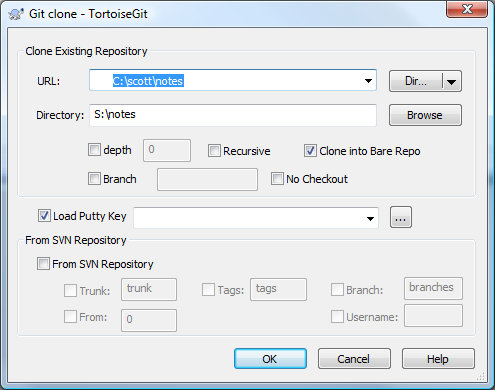 Git clone - TortoiseGit
Clone Existing Repository
URL: C:\scott\notes Dir...
Directory: S:\notes Browse
depth 0 Recursive Clone into Bare Repo
Branch No Checkout
Load Putty Key ...
From SVN Repository
From SVN Repository
Trunk: trunk Tags: tags Branch: branches
From: 0 Username:
OK Cancel Help